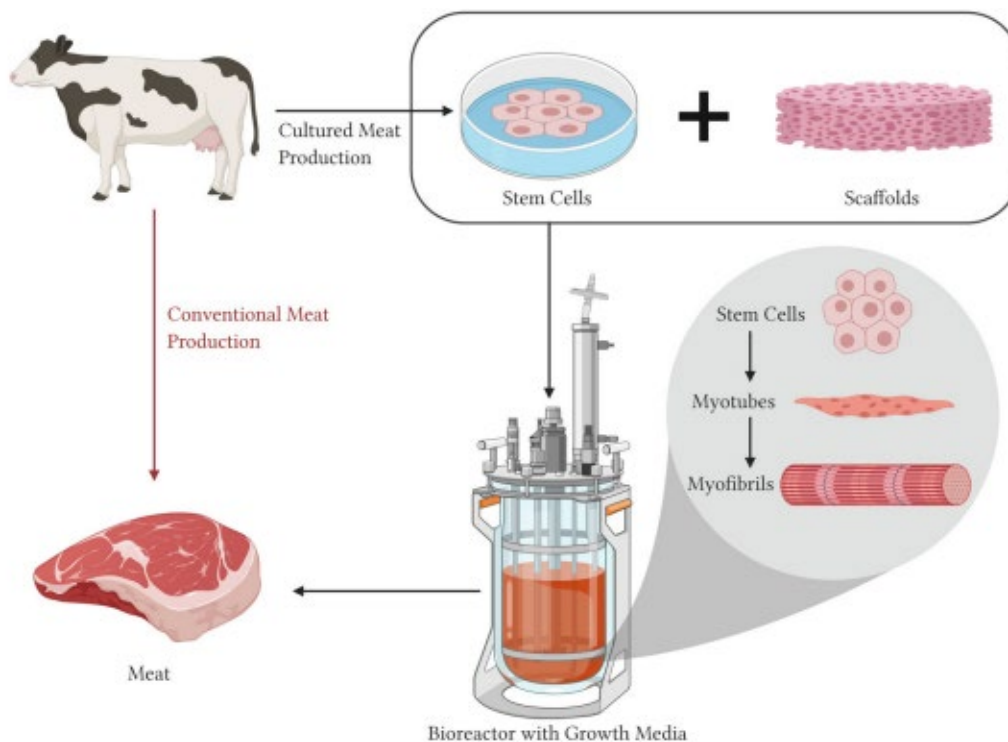 Cultured Meat
Production
Stem Cells
Scaffolds
Conventional Meat
Production
Stem Cells
Myotubes
Myofibrils
Meat
Bioreactor with Growth Media